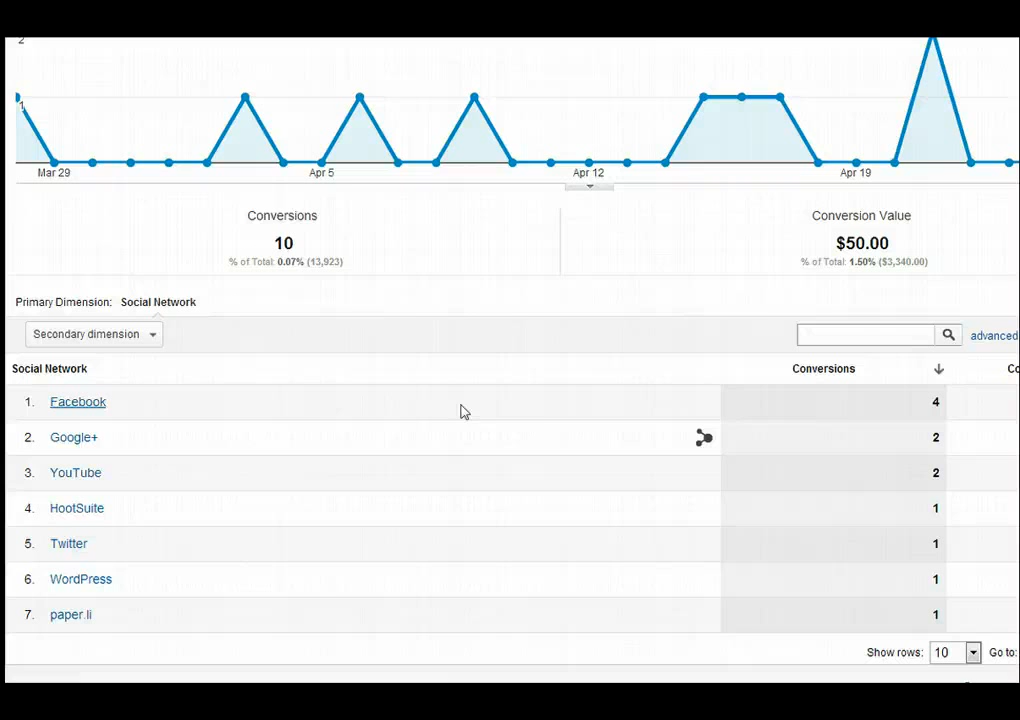 2
1
Mar 29 Apr 5 Apr 12 Apr 19
Conversions Conversion Value
10 $50.00
% of Total: 0.07% (13,923) % of Total: 1.50% ($3,340.00)
Primary Dimension: Social Network
Secondary dimension advanced
Social Network Conversions Co
1. Facebook 4
2. Google+ 2
3. YouTube 2
4. HootSuite 1
5. Twitter 1
6. WordPress 1
7. paper.li 1
Show rows: 10 Go to: